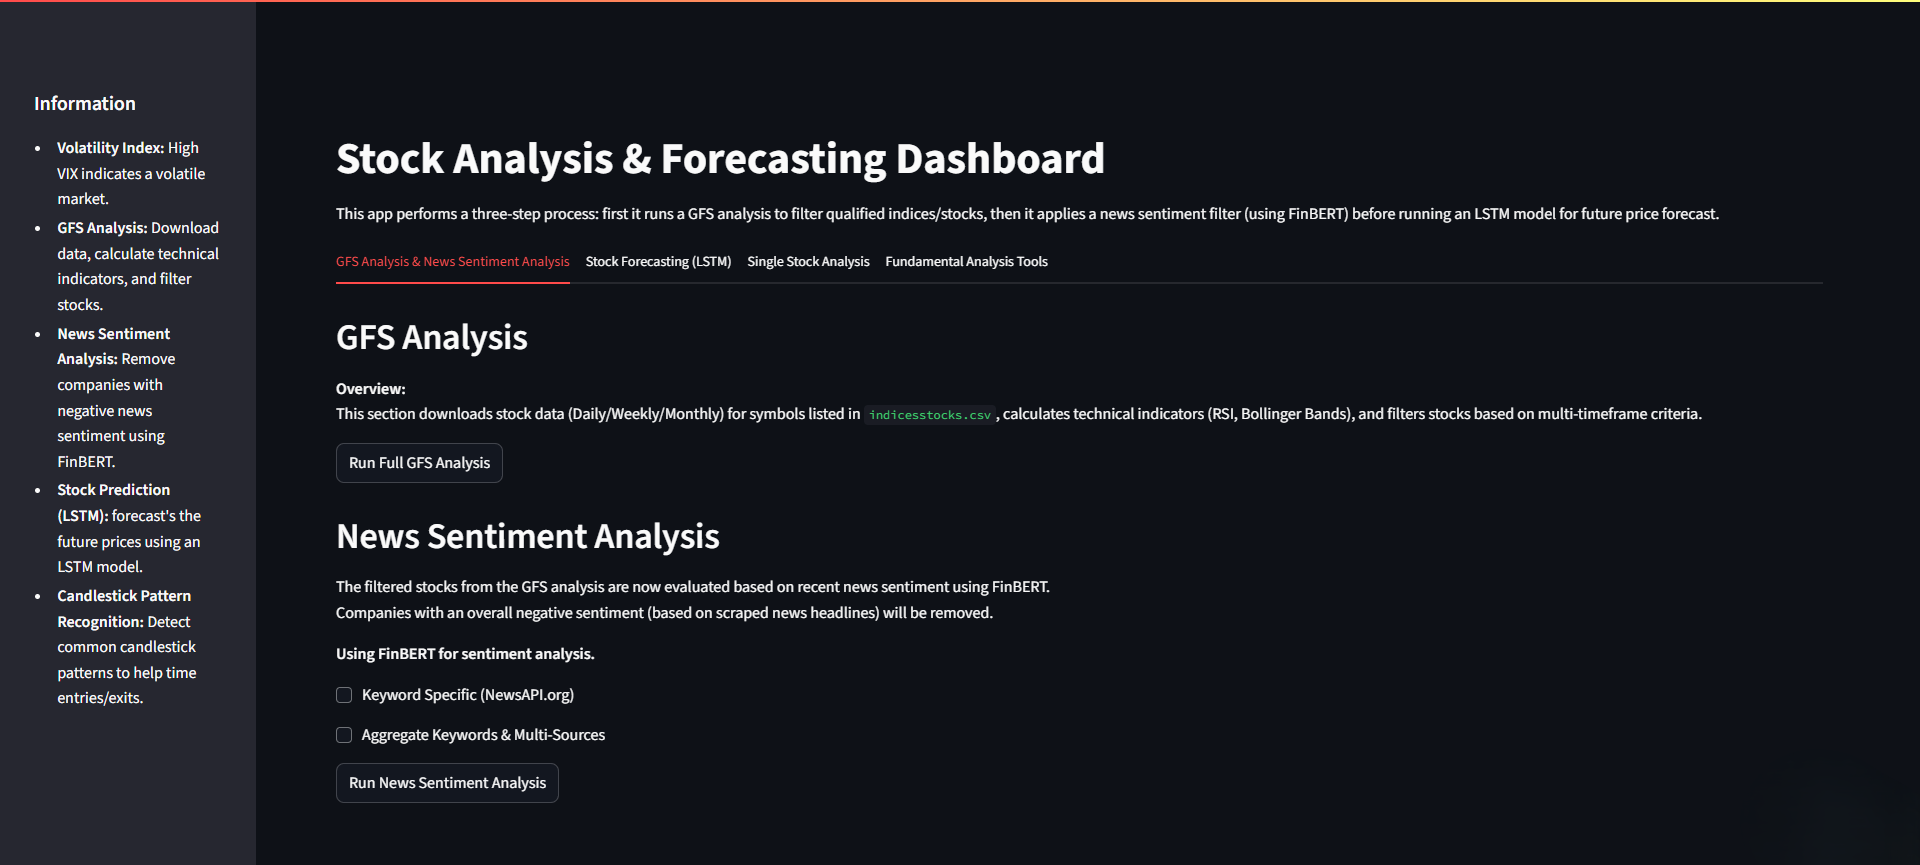 Information
• Volatility Index: High
VIX indicates a volatile
market.
• GFS Analysis: Download
data, calculate technical
indicators, and filter
stocks.
• News Sentiment
Analysis: Remove
companies with
negative news
sentiment using
FinBERT.
• Stock Prediction
(LSTM): forecast's the
future prices using an
LSTM model.
• Candlestick Pattern
Recognition: Detect
common candlestick
patterns to help time
entries/exits.
Stock Analysis & Forecasting Dashboard
This app performs a three-step process: first it runs a GFS analysis to filter qualified indices/stocks, then it applies a news sentiment filter (using FinBERT) before running an LSTM model for future price forecast.
GFS Analysis & News Sentiment Analysis Stock Forecasting (LSTM) Single Stock Analysis Fundamental Analysis Tools
GFS Analysis
Overview:
This section downloads stock data (Daily/Weekly/Monthly) for symbols listed in indicesstocks.csv, calculates technical indicators (RSI, Bollinger Bands), and filters stocks based on multi-timeframe criteria.
Run Full GFS Analysis
News Sentiment Analysis
The filtered stocks from the GFS analysis are now evaluated based on recent news sentiment using FinBERT.
Companies with an overall negative sentiment (based on scraped news headlines) will be removed.
Using FinBERT for sentiment analysis.
Keyword Specific (NewsAPI.org)
Aggregate Keywords & Multi-Sources
Run News Sentiment Analysis